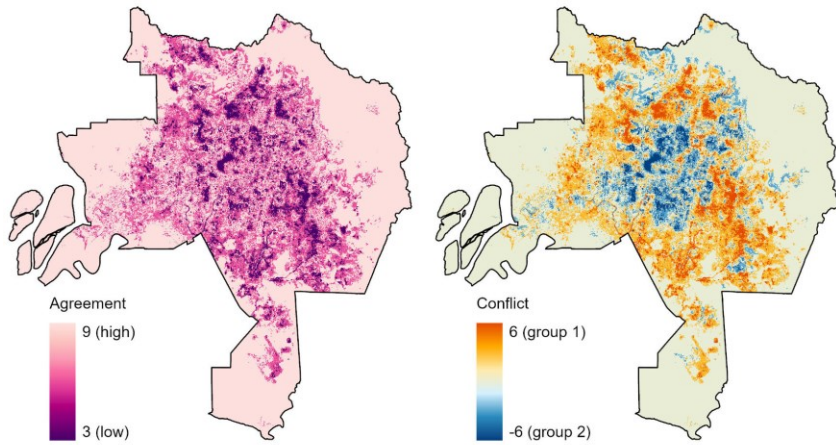 Agreement
9 (high)
3 (low)
Conflict
6 (group 1)
-6 (group 2)